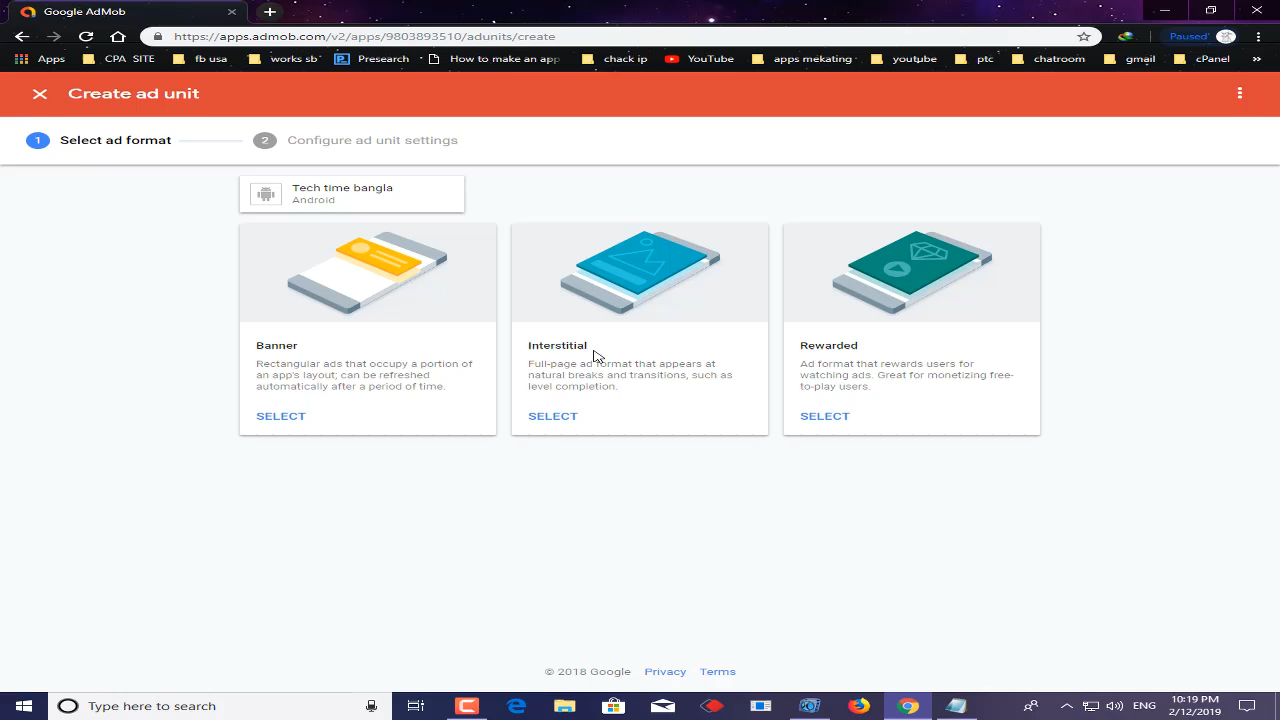 Google AdMob
https://apps.admob.com/v2/apps/9803893510/adunits/create
Paused
Apps CPA SITE fb usa works sb Presearch How to make an app chack ip YouTube apps mekating youtube ptc chatroom gmail cPanel »
Create ad unit
1 Select ad format 2 Configure ad unit settings
Tech time bangla
Android
Banner
Rectangular ads that occupy a portion of
an app's layout; can be refreshed
automatically after a period of time.
SELECT
Interstitial
Full-page ad format that appears at
natural breaks and transitions, such as
level completion.
SELECT
Rewarded
Ad format that rewards users for
watching ads. Great for monetizing free-
to-play users.
SELECT
© 2018 Google Privacy Terms
Type here to search
ENG
10:19 PM
2/12/2019